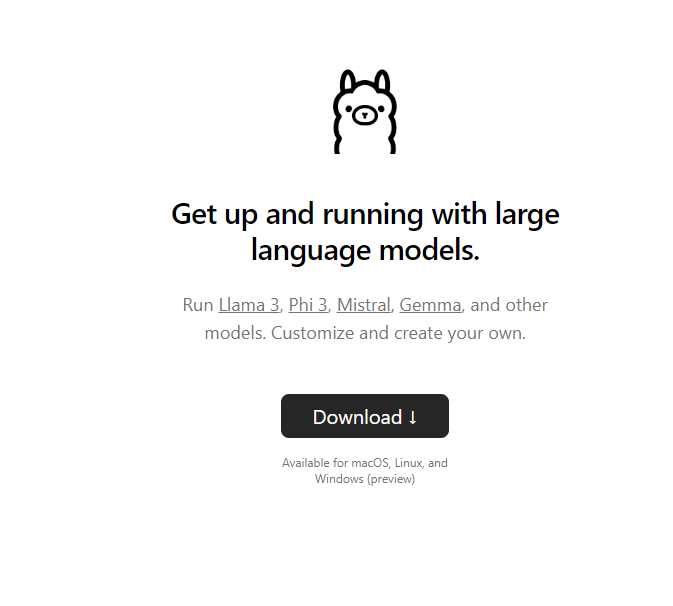 Get up and running with large
language models.
Run Llama 3, Phi 3, Mistral, Gemma, and other
models. Customize and create your own.
Download ↓
Available for macOS, Linux, and
Windows (preview)